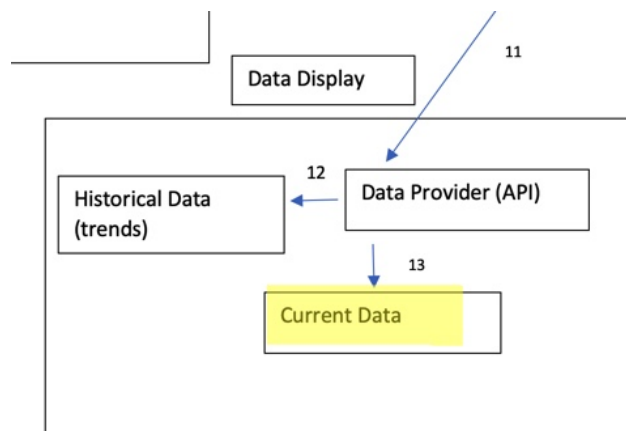 11
Data Display
12
Data Provider (API)
Historical Data
(trends)
13
Current Data